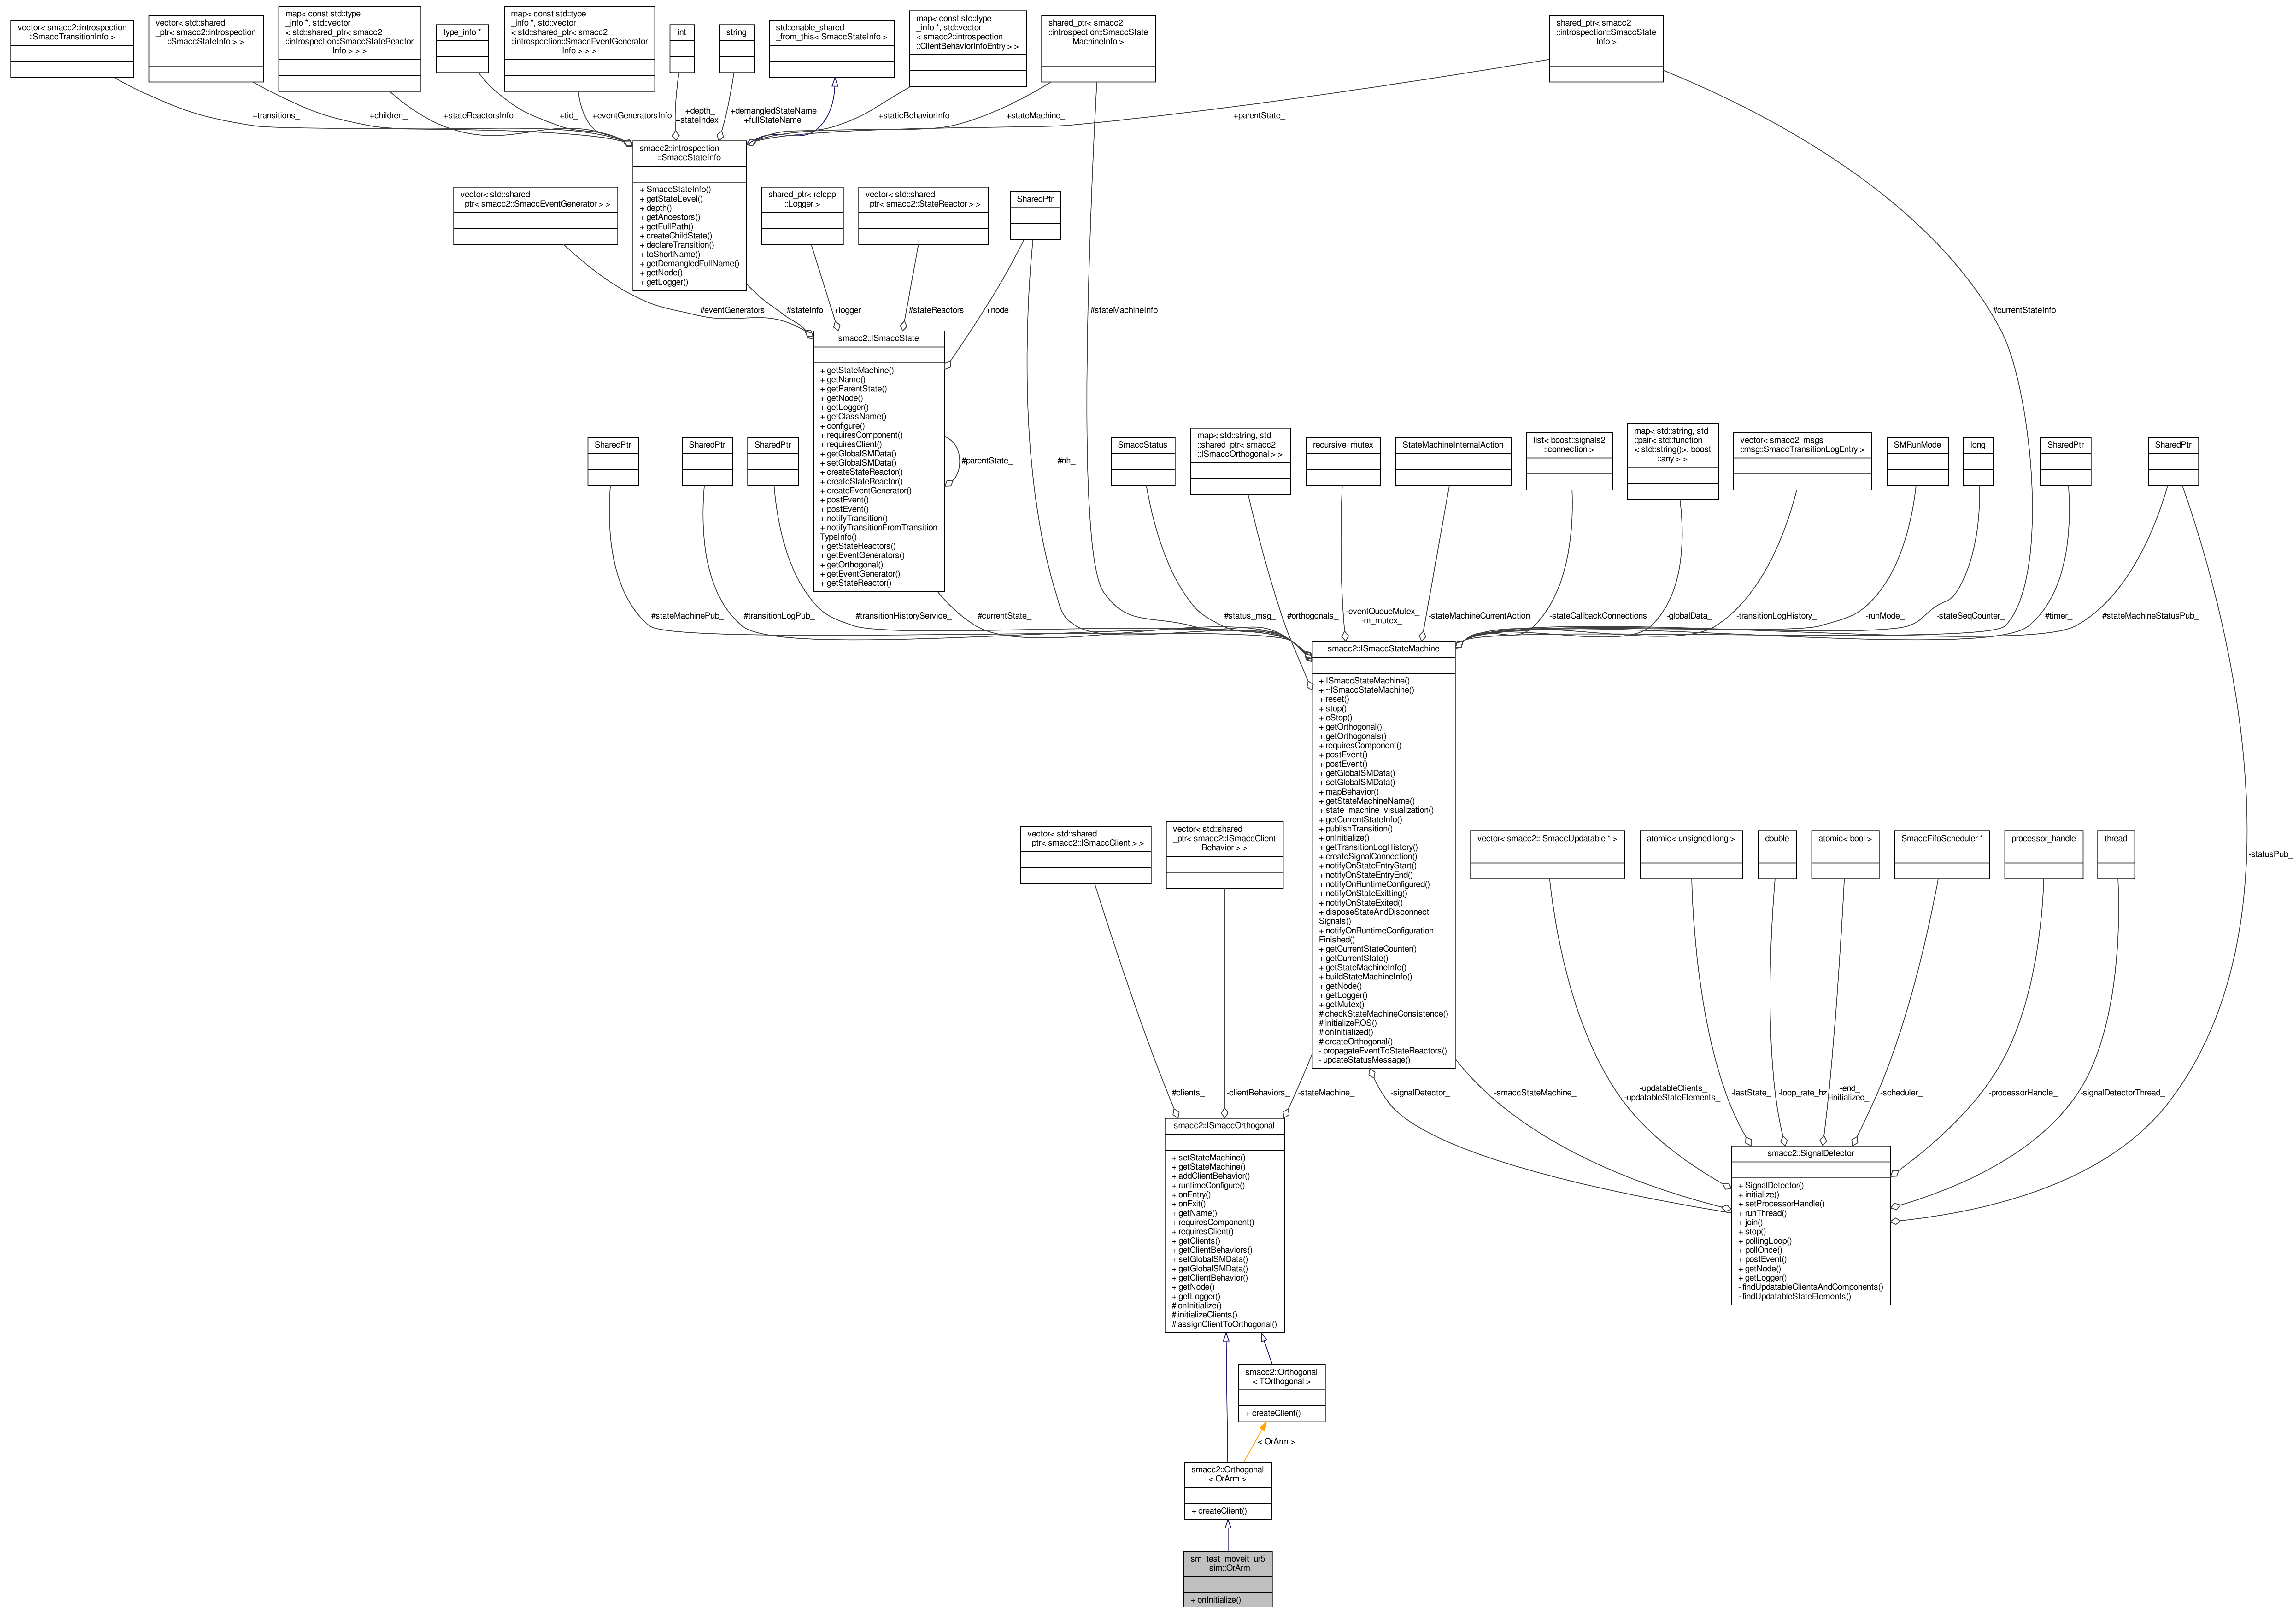 vector< smacc2::introspection
::SmaccTransitionInfo >
vector< std::shared
_ptr< smacc2::introspection
::SmaccStateInfo > >
map< const std::type
_info *, std::vector
< std::shared_ptr< smacc2
::introspection::SmaccStateReactor
Info > > >
type_info *
map< const std::type
_info *, std::vector
< std::shared_ptr< smacc2
::introspection::SmaccEventGenerator
Info > > >
int
string
std::enable_shared
_from_this< SmaccStateInfo >
map< const std::type
_info *, std::vector
< smacc2::introspection
::ClientBehaviorInfoEntry > >
shared_ptr< smacc2
::introspection::SmaccState
MachineInfo >
shared_ptr< smacc2
::introspection::SmaccState
Info >
+transitions_
+children_
+stateReactorsInfo
+tid_
+eventGeneratorsInfo
+depth_
+stateIndex_
+demangledStateName
+fullStateName
+staticBehaviorInfo
+stateMachine_
+parentState_
smacc2::introspection
::SmaccStateInfo
+ SmaccStateInfo()
+ getStateLevel()
+ depth()
+ getAncestors()
+ getFullPath()
+ createChildState()
+ declareTransition()
+ toShortName()
+ getDemangledFullName()
+ getNode()
+ getLogger()
vector< std::shared
_ptr< smacc2::SmaccEventGenerator > >
shared_ptr< rclcpp
::Logger >
vector< std::shared
_ptr< smacc2::StateReactor > >
SharedPtr
#eventGenerators_
#stateInfo_
+logger_
#stateReactors_
+node_
#stateMachineInfo_
#currentStateInfo_
smacc2::ISmaccState
+ getStateMachine()
+ getName()
+ getParentState()
+ getNode()
+ getLogger()
+ getClassName()
+ configure()
+ requiresComponent()
+ requiresClient()
+ getGlobalSMData()
+ setGlobalSMData()
+ createStateReactor()
+ createStateReactor()
+ createEventGenerator()
+ postEvent()
+ postEvent()
+ notifyTransition()
+ notifyTransitionFromTransition
TypeInfo()
+ getStateReactors()
+ getEventGenerators()
+ getOrthogonal()
+ getEventGenerator()
+ getStateReactor()
#parentState_
#nh_
SharedPtr
SharedPtr
SharedPtr
SmaccStatus
map< std::string, std
::shared_ptr< smacc2
::ISmaccOrthogonal > >
recursive_mutex
StateMachineInternalAction
list< boost::signals2
::connection >
map< std::string, std
::pair< std::function
< std::string()>, boost
::any > >
vector< smacc2_msgs
::msg::SmaccTransitionLogEntry >
SMRunMode
long
SharedPtr
SharedPtr
#stateMachinePub_
#transitionLogPub_
#transitionHistoryService_
#currentState_
#status_msg_
#orthogonals_
-eventQueueMutex_
-m_mutex_
-stateMachineCurrentAction
-stateCallbackConnections
-globalData_
-transitionLogHistory_
-runMode_
-stateSeqCounter_
#timer_
#stateMachineStatusPub_
smacc2::ISmaccStateMachine
+ ISmaccStateMachine()
+ ~ISmaccStateMachine()
+ reset()
+ stop()
+ eStop()
+ getOrthogonal()
+ getOrthogonals()
+ requiresComponent()
+ postEvent()
+ postEvent()
+ getGlobalSMData()
+ setGlobalSMData()
+ mapBehavior()
+ getStateMachineName()
+ state_machine_visualization()
+ getCurrentStateInfo()
+ publishTransition()
+ onInitialize()
+ getTransitionLogHistory()
+ createSignalConnection()
+ notifyOnStateEntryStart()
+ notifyOnStateEntryEnd()
+ notifyOnRuntimeConfigured()
+ notifyOnStateExitting()
+ notifyOnStateExited()
+ disposeStateAndDisconnect
Signals()
+ notifyOnRuntimeConfiguration
Finished()
+ getCurrentStateCounter()
+ getCurrentState()
+ getStateMachineInfo()
+ buildStateMachineInfo()
+ getNode()
+ getLogger()
+ getMutex()
# checkStateMachineConsistence()
# initializeROS()
# onInitialized()
# createOrthogonal()
- propagateEventToStateReactors()
- updateStatusMessage()
vector< std::shared
_ptr< smacc2::ISmaccClient > >
vector< std::shared
_ptr< smacc2::ISmaccClient
Behavior > >
vector< smacc2::ISmaccUpdatable * >
atomic< unsigned long >
double
atomic< bool >
SmaccFifoScheduler *
processor_handle
thread
-statusPub_
#clients_
-clientBehaviors_
-stateMachine_
-signalDetector_
-smaccStateMachine_
-updatableClients_
-updatableStateElements_
-lastState_
-loop_rate_hz
-end_
-initialized_
-scheduler_
-processorHandle_
-signalDetectorThread_
smacc2::ISmaccOrthogonal
+ setStateMachine()
+ getStateMachine()
+ addClientBehavior()
+ runtimeConfigure()
+ onEntry()
+ onExit()
+ getName()
+ requiresComponent()
+ requiresClient()
+ getClients()
+ getClientBehaviors()
+ setGlobalSMData()
+ getGlobalSMData()
+ getClientBehavior()
+ getNode()
+ getLogger()
# onInitialize()
# initializeClients()
# assignClientToOrthogonal()
smacc2::SignalDetector
+ SignalDetector()
+ initialize()
+ setProcessorHandle()
+ runThread()
+ join()
+ stop()
+ pollingLoop()
+ pollOnce()
+ postEvent()
+ getNode()
+ getLogger()
- findUpdatableClientsAndComponents()
- findUpdatableStateElements()
smacc2::Orthogonal
< TOrthogonal >
+ createClient()
< OrArm >
smacc2::Orthogonal
< OrArm >
+ createClient()
sm_test_moveit_ur5
_sim::OrArm
+ onInitialize()